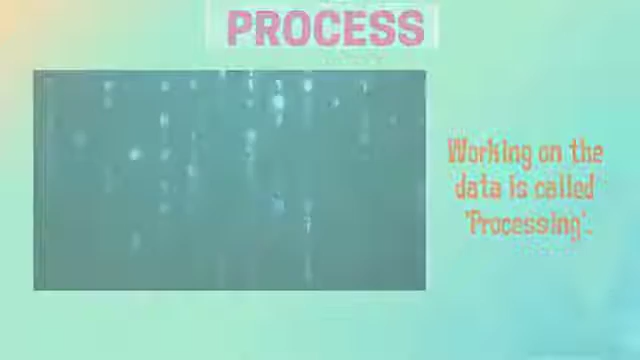 PROCESS
Working on the
data is called
'Processing'.